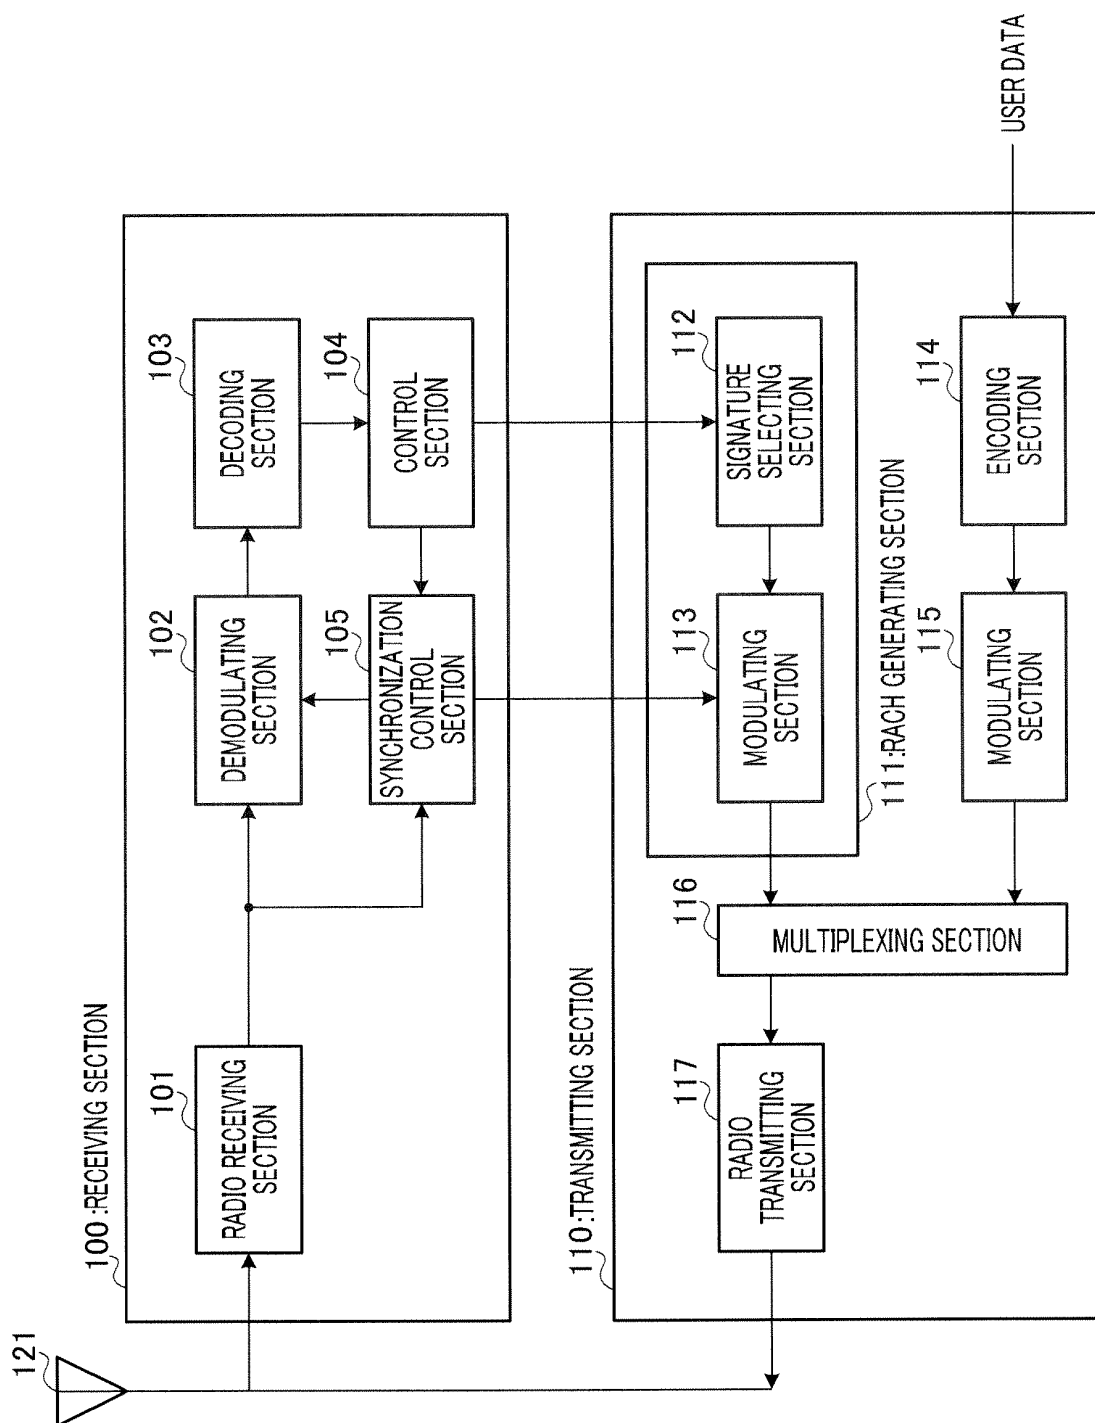 121
100 :RECEIVING SECTION
101
RADIO RECEIVING
SECTION
102
DEMODULATING
SECTION
103
DECODING
SECTION
105
SYNCHRONIZATION
CONTROL
SECTION
104
CONTROL
SECTION
110 :TRANSMITTING SECTION
117
RADIO
TRANSMITTING
SECTION
116
MULTIPLEXING SECTION
113
MODULATING
SECTION
112
SIGNATURE
SELECTING
SECTION
111 :RACH GENERATING SECTION
115
MODULATING
SECTION
114
ENCODING
SECTION
USER DATA